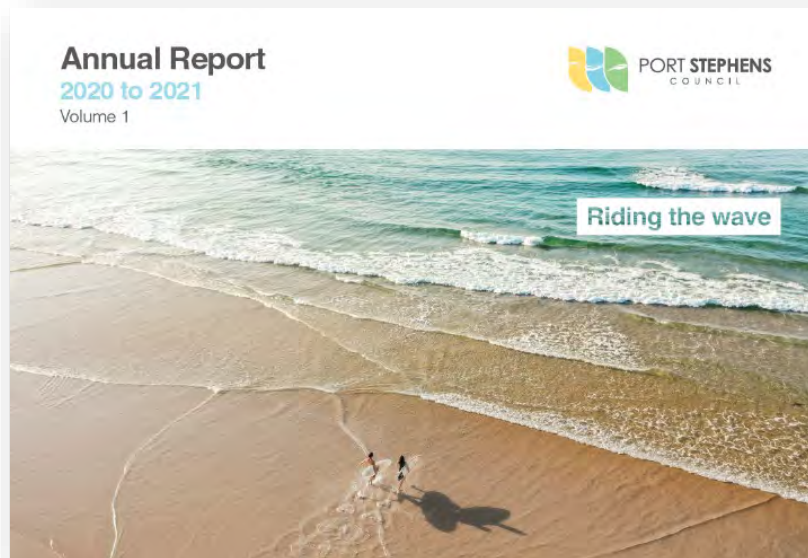 Annual Report
2020 to 2021
Volume 1
PORT STEPHENS
COUNCIL
Riding the wave